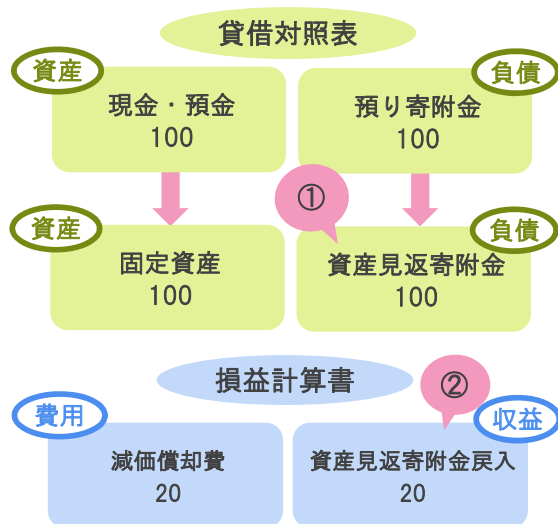 貸借対照表
資産
負債
現金・預金
100
預り寄附金
100
①
資産
負債
固定資産
100
資産見返寄附金
100
損益計算書
②
費用
収益
減価償却費
20
資産見返寄附金戻入
20